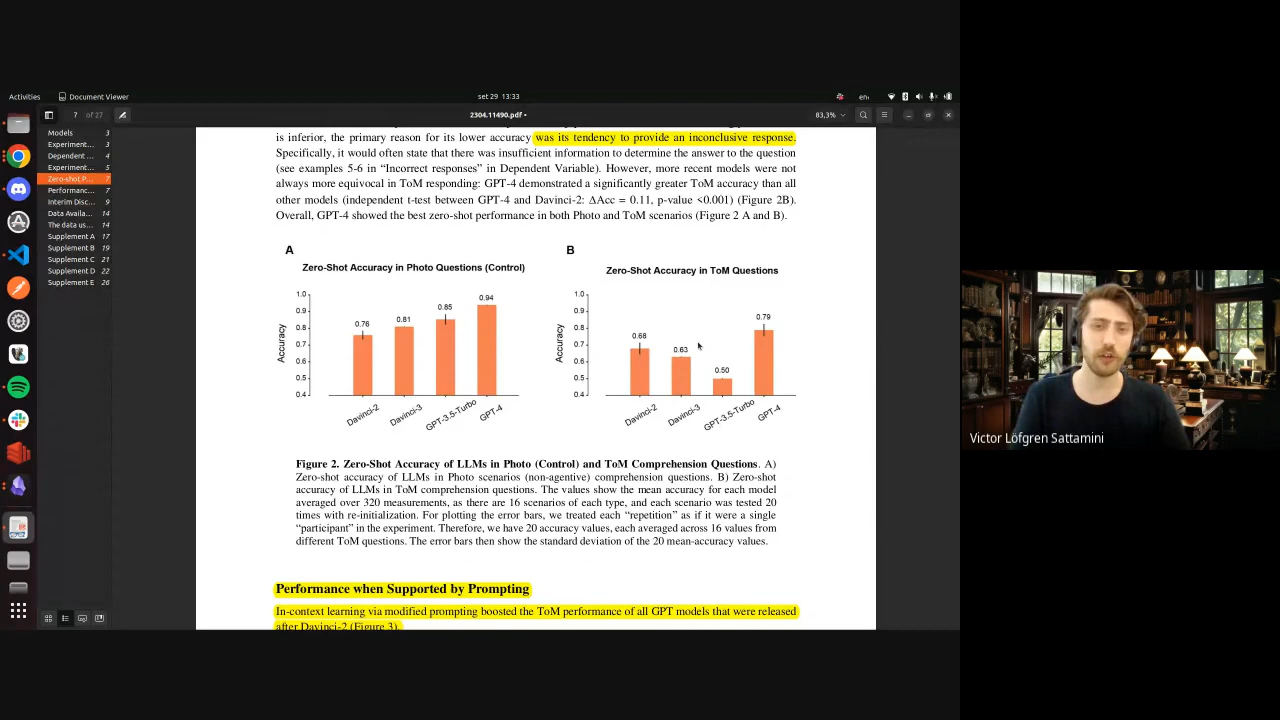 Activities
Document Viewer
set 29 13:33
en
7 of 27
2304.11490.pdf •
83,3%
Models 3
Experiment... 3
Dependent ... 4
Experiment... 5
Zero-shot P... 7
Performanc... 7
Interim Disc... 9
Data Availa... 14
The data us... 14
Supplement A 17
Supplement B 19
Supplement C 21
Supplement D 22
Supplement E 26
is inferior, the primary reason for its lower accuracy was its tendency to provide an inconclusive response.
Specifically, it would often state that there was insufficient information to determine the answer to the question
(see examples 5-6 in “Incorrect responses” in Dependent Variable). However, more recent models were not
always more equivocal in ToM responding: GPT-4 demonstrated a significantly greater ToM accuracy than all
other models (independent t-test between GPT-4 and Davinci-2: ΔAcc = 0.11, p-value <0.001) (Figure 2B).
Overall, GPT-4 showed the best zero-shot performance in both Photo and ToM scenarios (Figure 2 A and B).
A
Zero-Shot Accuracy in Photo Questions (Control)
Accuracy
1.0
0.9
0.8
0.7
0.6
0.5
0.4
0.76
0.81
0.85
0.94
Davinci-2
Davinci-3
GPT-3.5-Turbo
GPT-4
B
Zero-Shot Accuracy in ToM Questions
Accuracy
1.0
0.9
0.8
0.7
0.6
0.5
0.4
0.68
0.63
0.50
0.79
Davinci-2
Davinci-3
GPT-3.5-Turbo
GPT-4
Figure 2. Zero-Shot Accuracy of LLMs in Photo (Control) and ToM Comprehension Questions. A)
Zero-shot accuracy of LLMs in Photo scenarios (non-agentive) comprehension questions. B) Zero-shot
accuracy of LLMs in ToM comprehension questions. The values show the mean accuracy for each model
averaged over 320 measurements, as there are 16 scenarios of each type, and each scenario was tested 20
times with re-initialization. For plotting the error bars, we treated each “repetition” as if it were a single
“participant” in the experiment. Therefore, we have 20 accuracy values, each averaged across 16 values from
different ToM questions. The error bars then show the standard deviation of the 20 mean-accuracy values.
Performance when Supported by Prompting
In-context learning via modified prompting boosted the ToM performance of all GPT models that were released
after Davinci-2 (Figure 3).
Victor Löfgren Sattamini